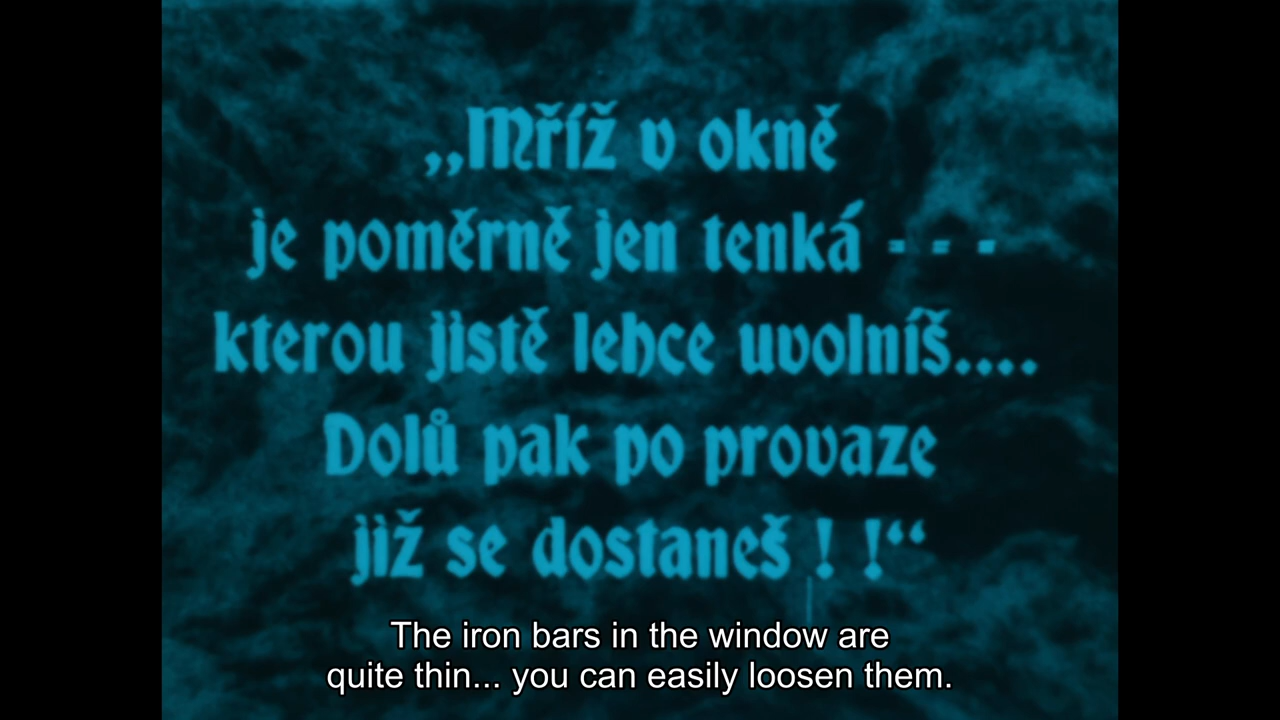 „Mříž v okně
je poměrně jen tenká - - -
kterou jistě lehce uvolníš....
Dolů pak po provaze
již se dostaneš ! !“
The iron bars in the window are
quite thin... you can easily loosen them.